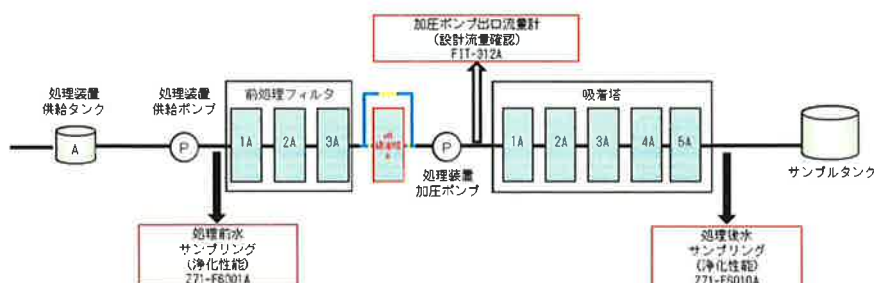 加圧ポンプ出口流量計
(設計流量確認)
FIT-312A
処理装置
供給タンク
A
処理装置
供給ポンプ
P
前処理フィルタ
1A
2A
3A
P
処理装置
加圧ポンプ
吸着塔
1A
2A
3A
4A
5A
サンプルタンク
処理前水
サンプリング
(浄化性能)
処理後水
サンプリング
(浄化性能)